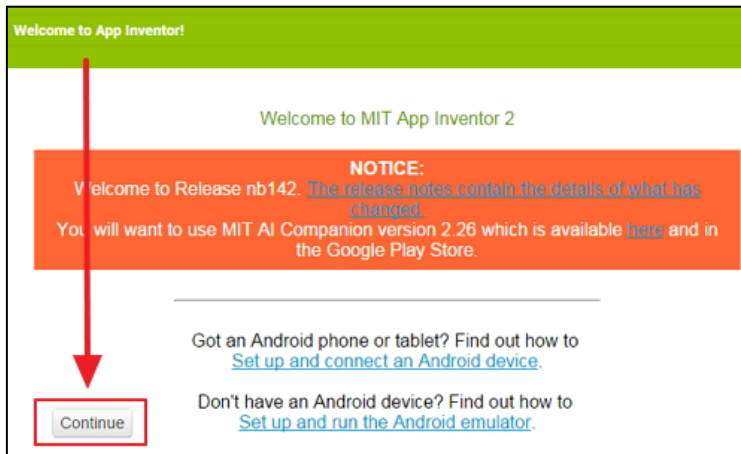 Welcome to App Inventor!
Welcome to MIT App Inventor 2
NOTICE:
Welcome to Release nb142. The release notes contain the details of what has
changed.
You will want to use MIT AI Companion version 2.26 which is available here and in
the Google Play Store.
Got an Android phone or tablet? Find out how to
Set up and connect an Android device.
Don't have an Android device? Find out how to
Set up and run the Android emulator.
Continue